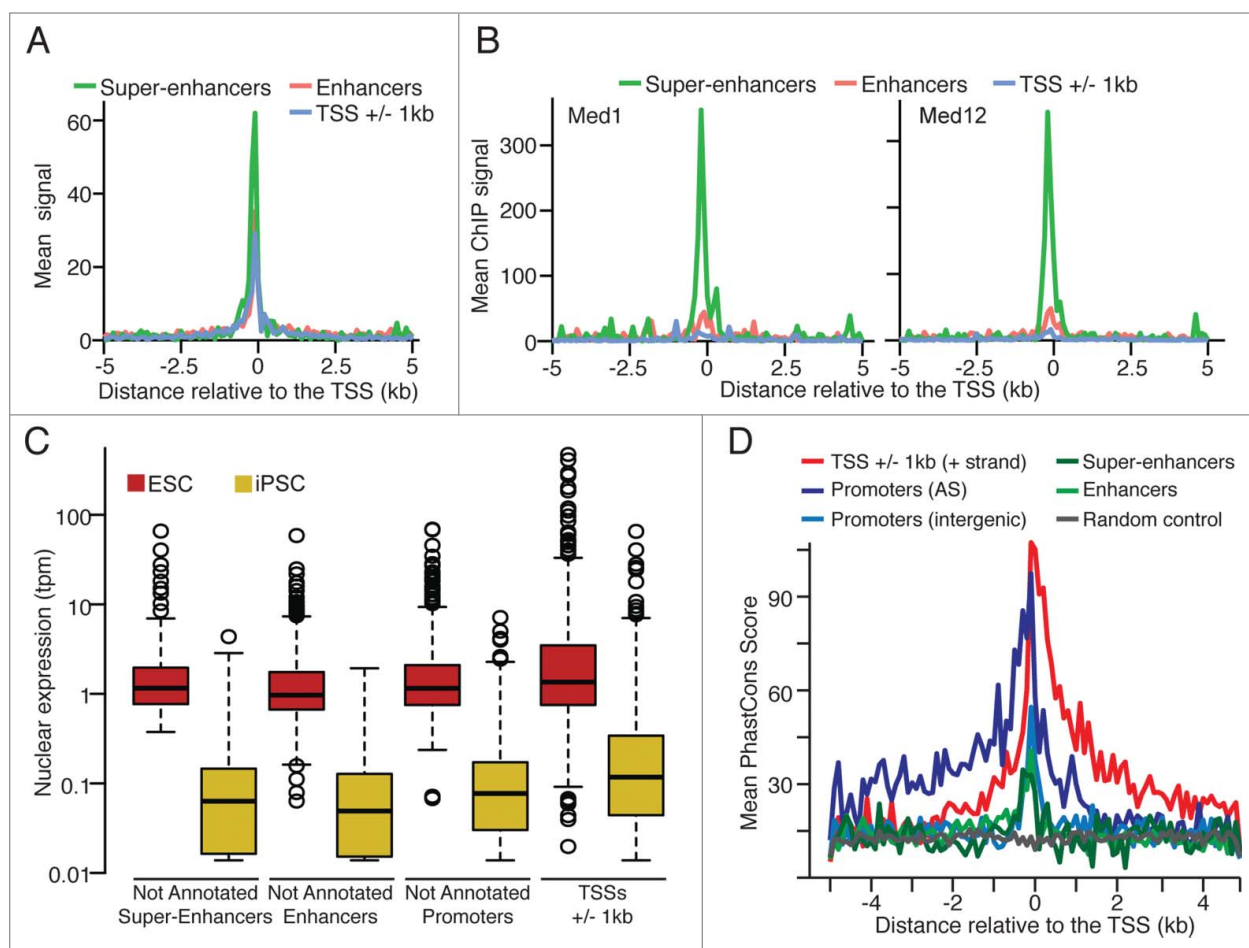 A
Super-enhancers Enhancers
TSS +/- 1kb
60
40
20
0
Mean signal
-5 -2.5 0 2.5 5
Distance relative to the TSS (kb)
B
Super-enhancers Enhancers TSS +/- 1kb
Med1 Med12
300
200
100
0
Mean ChIP signal
-5 -2.5 0 2.5 5 -5 -2.5 0 2.5 5
Distance relative to the TSS (kb)
C
ESC iPSC
100
10
1
0.1
0.01
Nuclear expression (tpm)
Not Annotated Not Annotated Not Annotated TSSs
Super-Enhancers Enhancers Promoters +/- 1kb
D
TSS +/- 1kb (+ strand) Super-enhancers
Promoters (AS) Enhancers
Promoters (intergenic) Random control
90
60
30
Mean PhastCons Score
-4 -2 0 2 4
Distance relative to the TSS (kb)